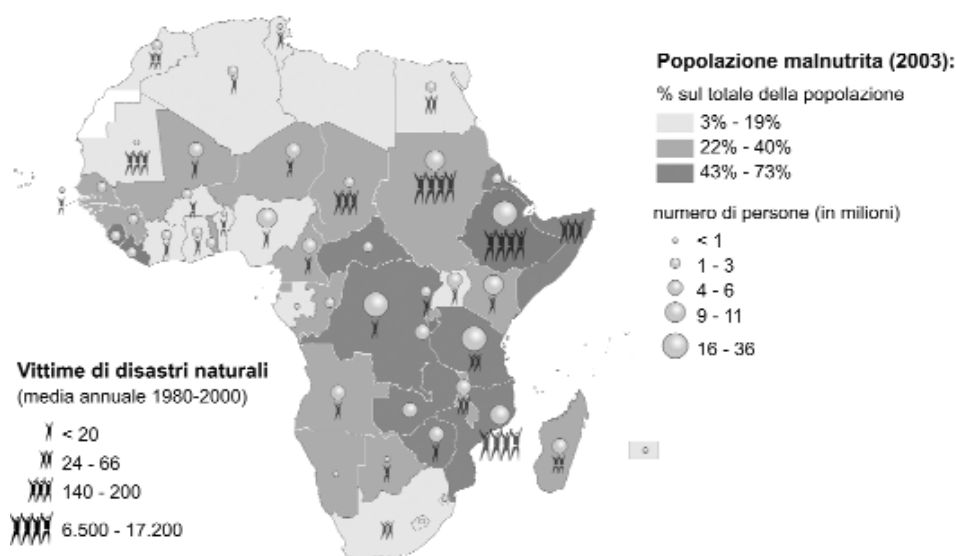 Popolazione malnutrita (2003):
% sul totale della popolazione
3% - 19%
22% - 40%
43% - 73%
numero di persone (in milioni)
< 1
1 - 3
4 - 6
9 - 11
16 - 36
Vittime di disastri naturali
(media annuale 1980-2000)
< 20
24 - 66
140 - 200
6.500 - 17.200